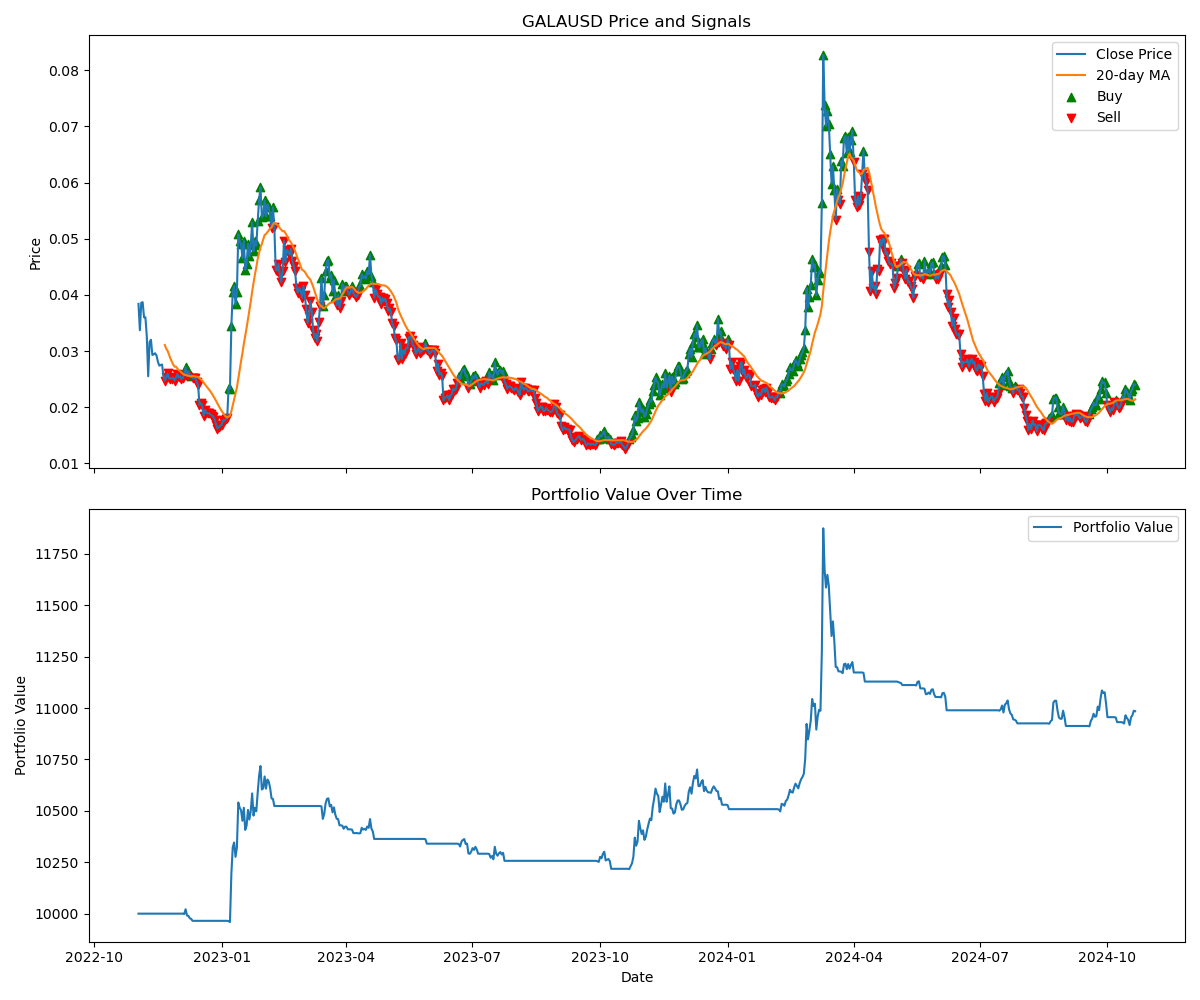 GALAUSD Price and Signals
Price
0.08
0.07
0.06
0.05
0.04
0.03
0.02
0.01
Close Price
20-day MA
Buy
Sell
Portfolio Value Over Time
Portfolio Value
11750
11500
11250
11000
10750
10500
10250
10000
Portfolio Value
2022-10 2023-01 2023-04 2023-07 2023-10 2024-01 2024-04 2024-07 2024-10
Date